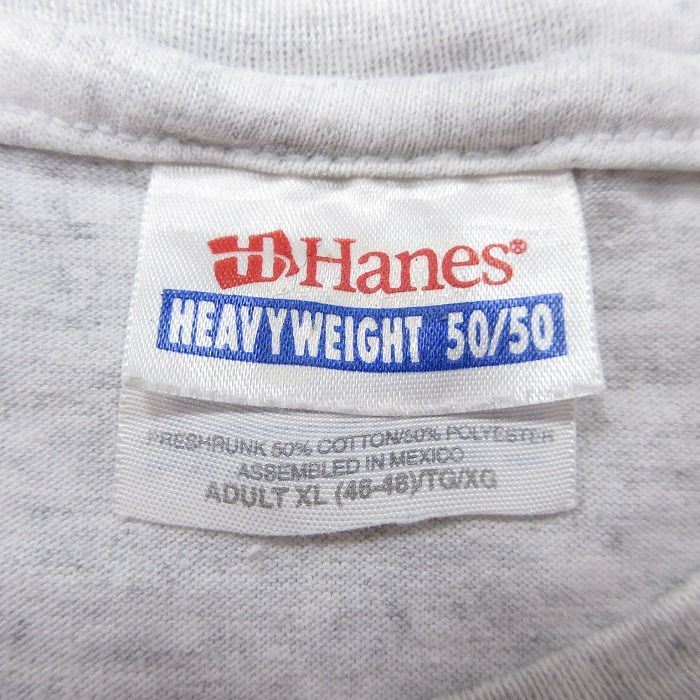 Hanes®
HEAVYWEIGHT 50/50
PRESHRUNK 50% COTTON/50% POLYESTER
ASSEMBLED IN MEXICO
ADULT XL (46-48)/TG/XG